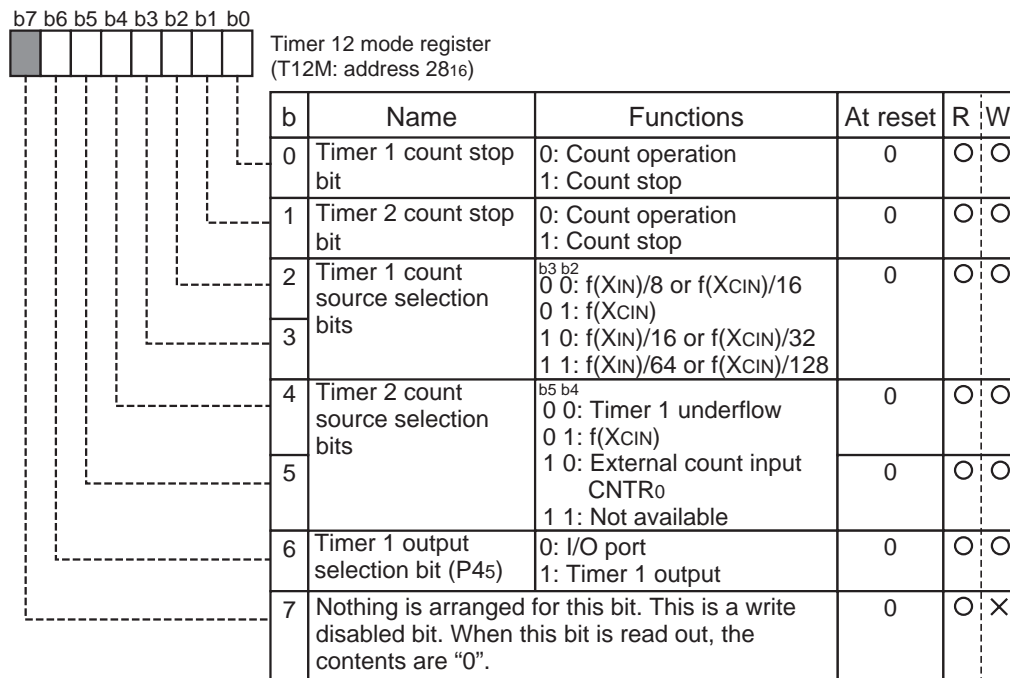 b7 b6 b5 b4 b3 b2 b1 b0
Timer 12 mode register
(T12M: address 2816)
b Name Functions At reset R W
0 Timer 1 count stop bit 0: Count operation 0 O O
1: Count stop
1 Timer 2 count stop bit 0: Count operation 0 O O
1: Count stop
2 Timer 1 count source selection bits b3 b2 0 O O
0 0: f(XIN)/8 or f(XCIN)/16
0 1: f(XCIN)
3 1 0: f(XIN)/16 or f(XCIN)/32
1 1: f(XIN)/64 or f(XCIN)/128
4 Timer 2 count source selection bits b5 b4 0 O O
0 0: Timer 1 underflow
0 1: f(XCIN)
5 1 0: External count input 0 O O
CNTR0
1 1: Not available
6 Timer 1 output selection bit (P45) 0: I/O port 0 O O
1: Timer 1 output
7 Nothing is arranged for this bit. This is a write 0 O ×
disabled bit. When this bit is read out, the
contents are “0”.